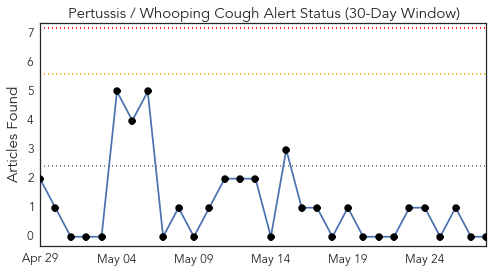 Pertussis / Whooping Cough Alert Status (30-Day Window)
Articles Found
7
6
5
4
3
2
1
0
Apr 29 May 04 May 09 May 14 May 19 May 24